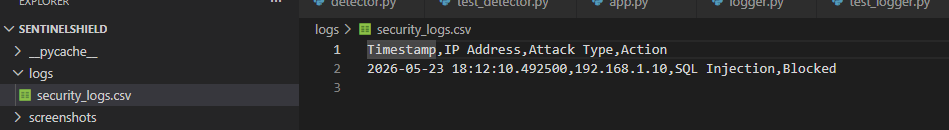 EXPLORER
detector.py
test_detector.py
app.py
logger.py
test_logger.py
SENTINELSHIELD
__pycache__
logs
security_logs.csv
screenshots
logs > security_logs.csv
1 Timestamp,IP Address,Attack Type,Action
2 2026-05-23 18:12:10.492500,192.168.1.10,SQL Injection,Blocked
3